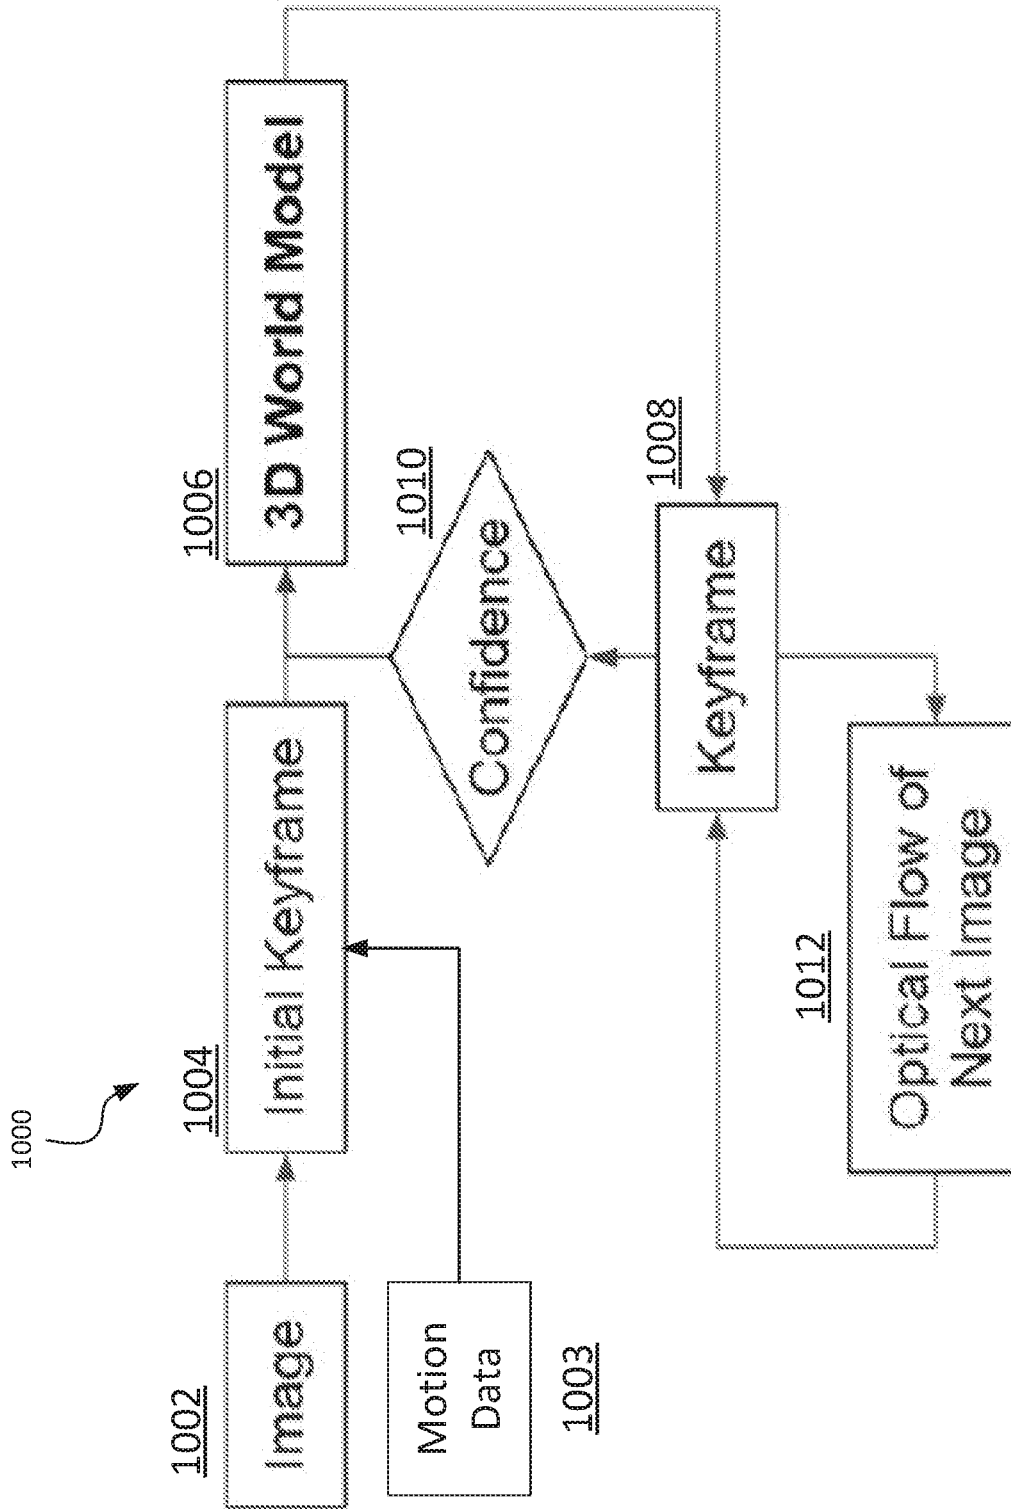 1000
1002
Image
Motion
Data
1003
1004
Initial Keyframe
1006
3D World Model
1010
Confidence
1008
Keyframe
1012
Optical Flow of
Next Image